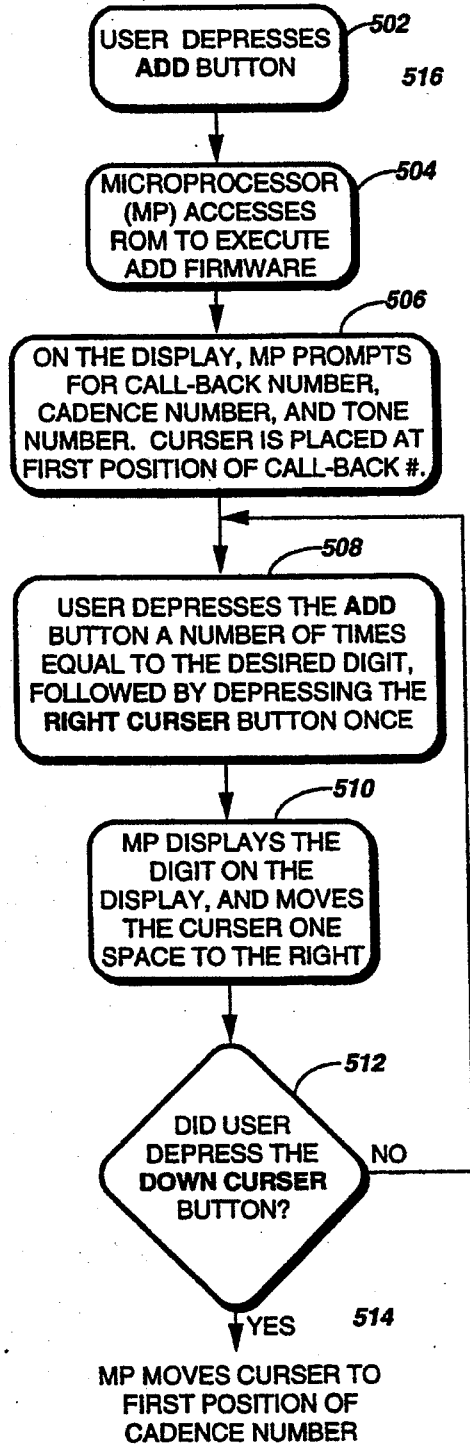 502
USER DEPRESSES
ADD BUTTON
516
504
MICROPROCESSOR
(MP) ACCESSES
ROM TO EXECUTE
ADD FIRMWARE
506
ON THE DISPLAY, MP PROMPTS
FOR CALL-BACK NUMBER,
CADENCE NUMBER, AND TONE
NUMBER. CURSER IS PLACED AT
FIRST POSITION OF CALL-BACK #.
508
USER DEPRESSES THE ADD
BUTTON A NUMBER OF TIMES
EQUAL TO THE DESIRED DIGIT,
FOLLOWED BY DEPRESSING THE
RIGHT CURSER BUTTON ONCE
510
MP DISPLAYS THE
DIGIT ON THE
DISPLAY, AND MOVES
THE CURSER ONE
SPACE TO THE RIGHT
512
DID USER
DEPRESS THE
DOWN CURSER
BUTTON?
NO
YES
514
MP MOVES CURSER TO
FIRST POSITION OF
CADENCE NUMBER